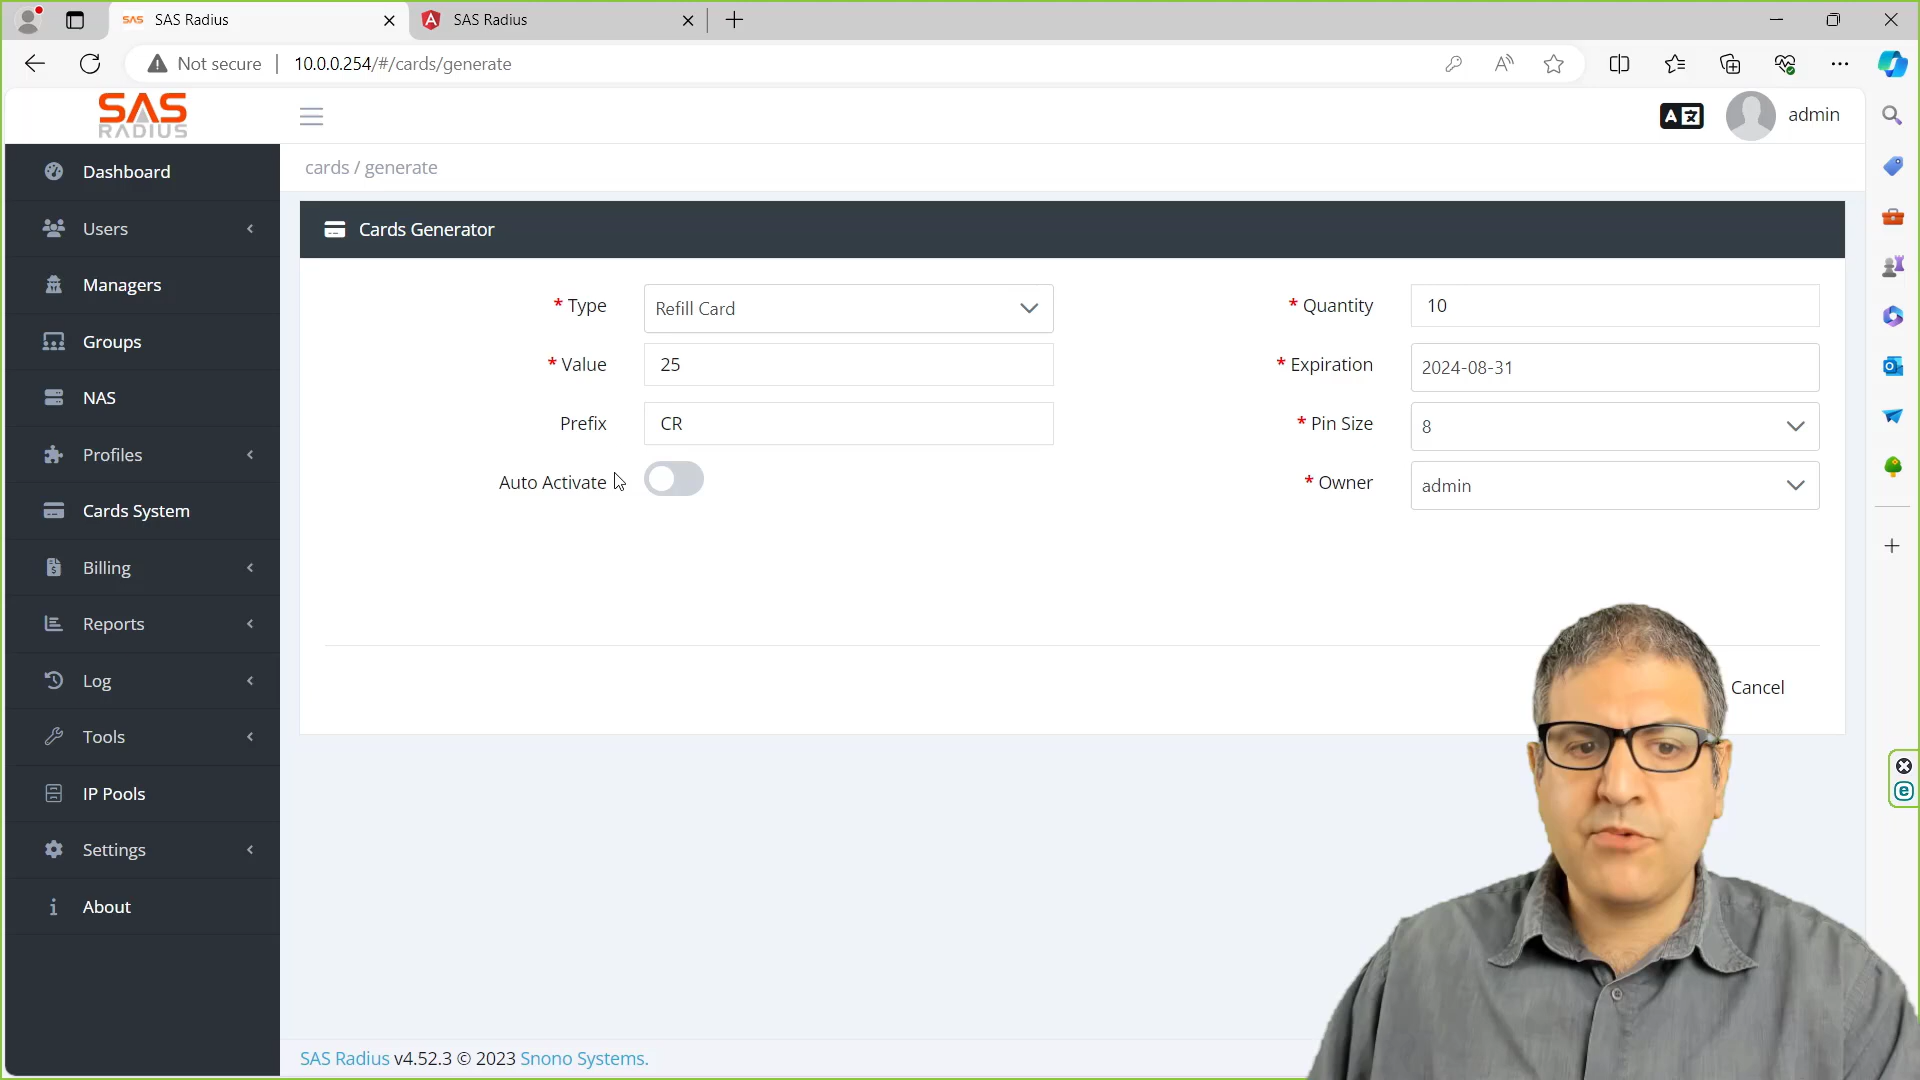 SAS Radius
SAS Radius
Not secure
10.0.0.254/#/cards/generate
SAS
RADIUS
admin
cards / generate
Dashboard
Users
Managers
Groups
NAS
Profiles
Cards System
Billing
Reports
Log
Tools
IP Pools
Settings
About
Cards Generator
* Type
Refill Card
* Quantity
10
* Value
25
* Expiration
2024-08-31
Prefix
CR
* Pin Size
8
Auto Activate
* Owner
admin
Cancel
SAS Radius v4.52.3 © 2023 Snono Systems.